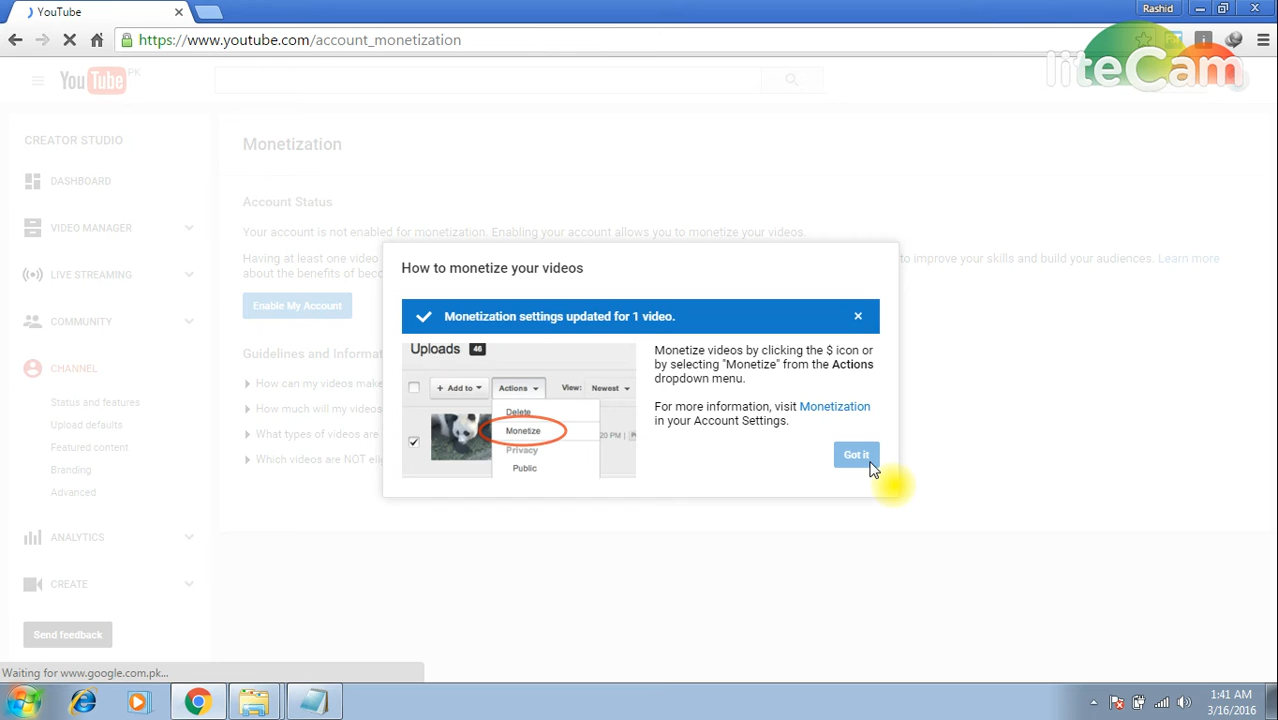 YouTube
Rashid
https://www.youtube.com/account_monetization
liteCam
YouTube PK
CREATOR STUDIO
DASHBOARD
VIDEO MANAGER
LIVE STREAMING
COMMUNITY
CHANNEL
Status and features
Upload defaults
Featured content
Branding
Advanced
ANALYTICS
CREATE
Send feedback
Monetization
Account Status
Your account is not enabled for monetization. Enabling your account allows you to monetize your videos.
Having at least one video to improve your skills and build your audiences. Learn more
about the benefits of
Enable My Account
Guidelines and
How can my videos
How much will my videos
What types of videos are
Which videos are NOT
How to monetize your videos
Monetization settings updated for 1 video.
Uploads 46
+ Add to Actions View: Newest
Delete
Monetize
20 PM
Privacy
Public
Monetize videos by clicking the $ icon or
by selecting "Monetize" from the Actions
dropdown menu.
For more information, visit Monetization
in your Account Settings.
Got it
Waiting for www.google.com.pk...
1:41 AM
3/16/2016